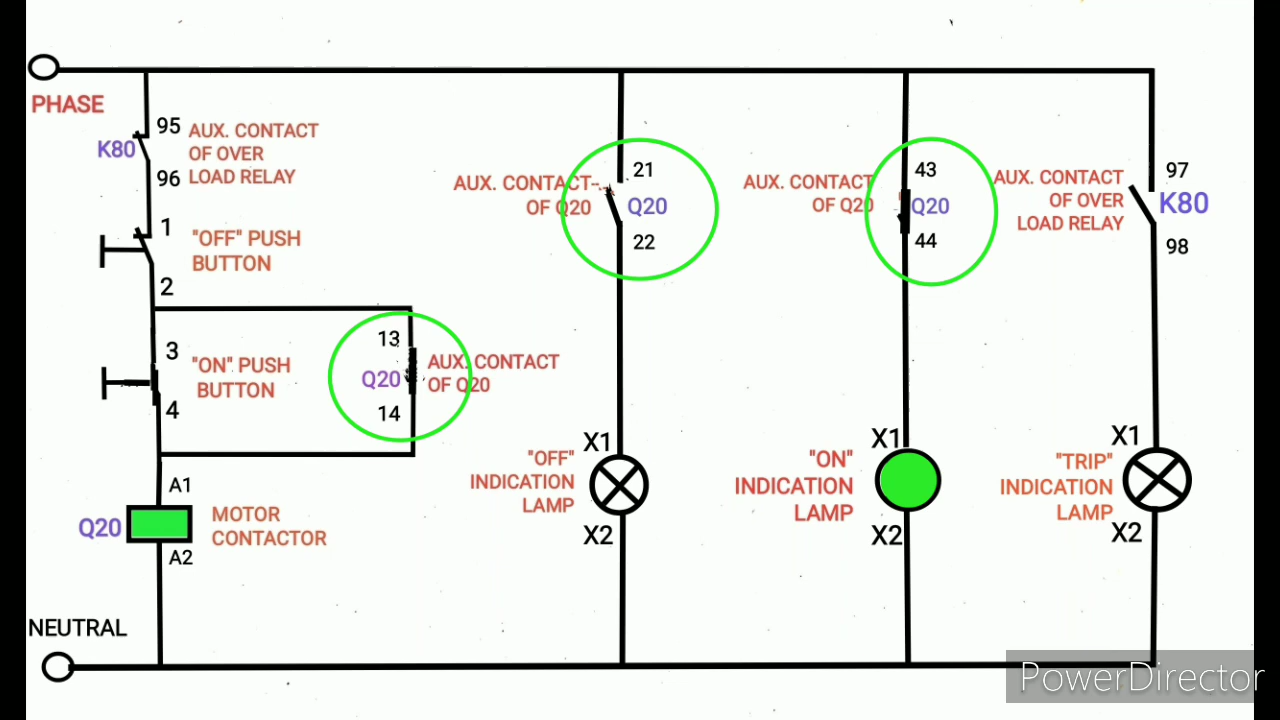 PHASE
95
K80
96
AUX. CONTACT
OF OVER
LOAD RELAY
1
"OFF" PUSH
BUTTON
2
3
"ON" PUSH
BUTTON
4
13
Q20
14
AUX. CONTACT
OF Q20
A1
Q20
MOTOR
CONTACTOR
A2
NEUTRAL
21
AUX. CONTACT
OF Q20
Q20
22
X1
"OFF"
INDICATION
LAMP
X2
43
AUX. CONTACT
OF Q20
Q20
44
X1
"ON"
INDICATION
LAMP
X2
97
AUX. CONTACT
OF OVER
LOAD RELAY
K80
98
X1
"TRIP"
INDICATION
LAMP
X2
PowerDirector